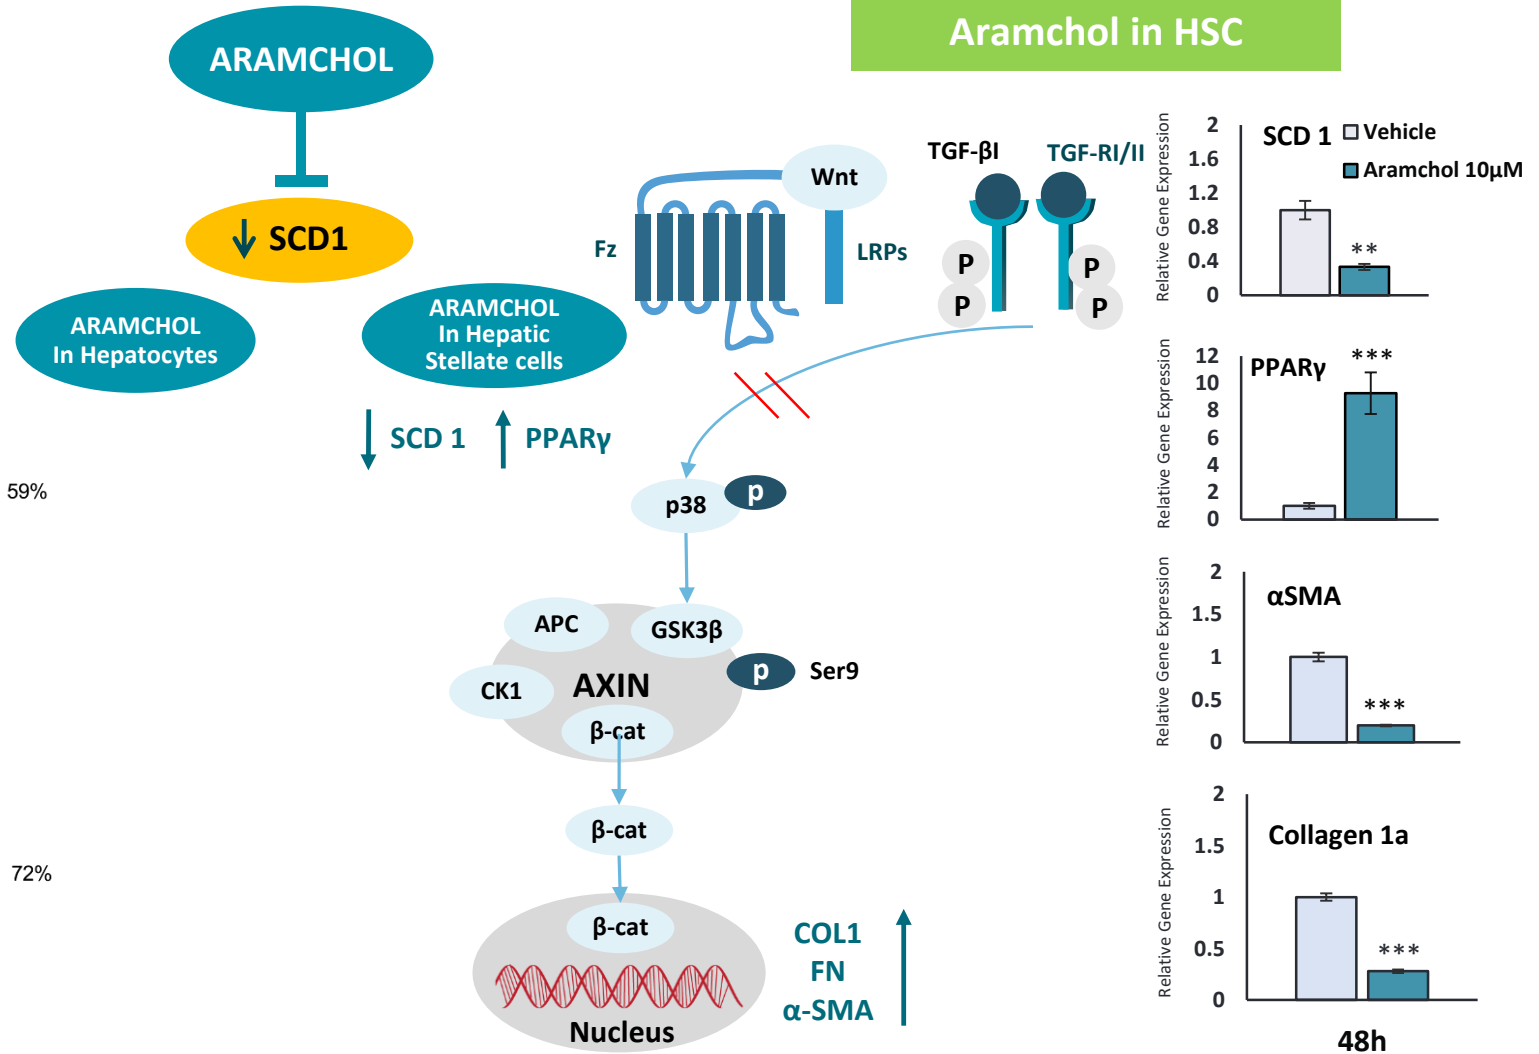 Aramchol in HSC
ARAMCHOL
SCD1
ARAMCHOL
In Hepatocytes
ARAMCHOL
In Hepatic
Stellate cells
SCD 1
PPARγ
59%
72%
Wnt
Fz
LRPs
TGF-βI
TGF-RI/II
P
P
P
P
p38
p
APC
GSK3β
CK1
AXIN
p
Ser9
β-cat
β-cat
β-cat
Nucleus
COL1
FN
α-SMA
Relative Gene Expression
2
1.6
1.2
0.8
0.4
0
SCD 1
Vehicle
Aramchol 10μM
**
Relative Gene Expression
12
10
8
6
4
2
0
PPARγ
***
Relative Gene Expression
2
1.5
1
0.5
0
αSMA
***
Relative Gene Expression
2
1.5
1
0.5
0
Collagen 1a
***
48h